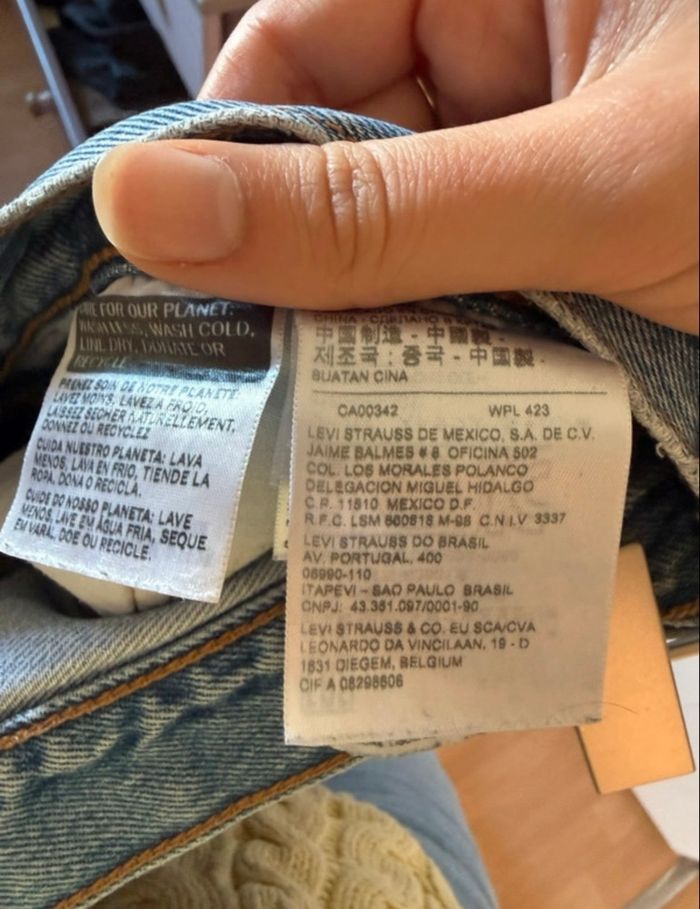 FOR OUR PLANET:
WASH LESS, WASH COLD,
LINE DRY, DONATE OR
RECYCLE
PRENEZ SOIN DE NOTRE PLANÈTE:
LAVEZ MOINS, LAVEZ À FROID,
LAISSEZ SÉCHER NATURELLEMENT,
DONNEZ OU RECYCLEZ
CUIDA NUESTRO PLANETA: LAVA
MENOS, LAVA EN FRIO, TIENDE LA
ROPA, DONA O RECICLA.
CUIDE DO NOSSO PLANETA: LAVE
MENOS, LAVE EM ÁGUA FRIA, SEQUE
EM VARAL, DOE OU RECICLE.
CHINA - СДЕЛАНО В
中国制造 - 中國製 -
제조국 : 중국 - 中国製 -
BUATAN CINA
CA00342 WPL 423
LEVI STRAUSS DE MEXICO, S.A. DE C.V.
JAIME BALMES # 8 OFICINA 502
COL. LOS MORALES POLANCO
DELEGACION MIGUEL HIDALGO
C.P. 11510 MEXICO D.F.
R.F.C. LSM C.N.I.V 3337
LEVI STRAUSS DO BRASIL
AV. PORTUGAL, 400
06990-110
ITAPEVI - SAO PAULO BRASIL
CNPJ: 43.351.097/0001-90
LEVI STRAUSS & CO. EU SCA/CVA
LEONARDO DA VINCILAAN, 19 - D
1831 DIEGEM, BELGIUM
CIF A 08298606